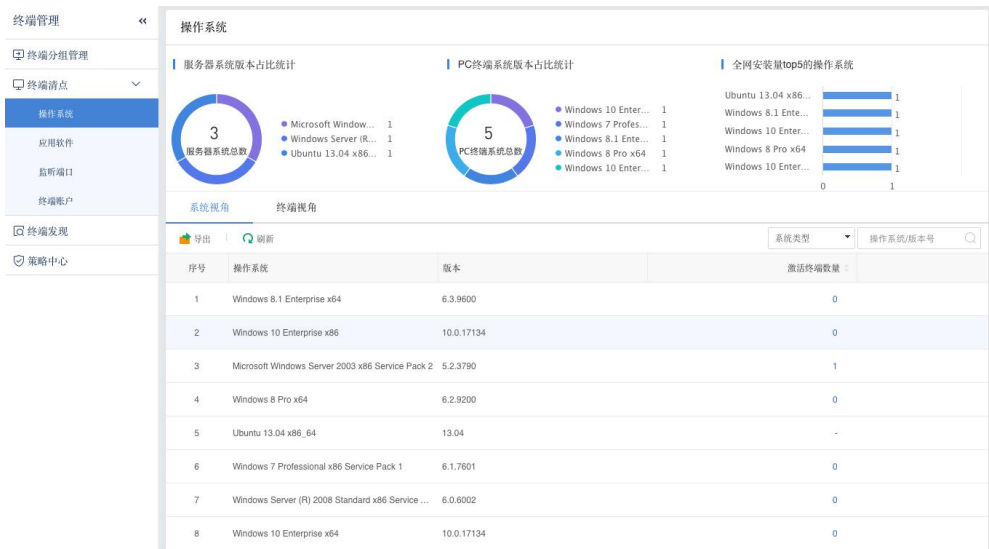 终端管理 «
终端分组管理
终端清点
操作系统
应用软件
监听端口
终端账户
终端发现
策略中心
操作系统
服务器系统版本占比统计
3
服务器系统总数
Microsoft Window... 1
Windows Server (R... 1
Ubuntu 13.04 x86... 1
PC终端系统版本占比统计
5
PC终端系统总数
Windows 10 Enter... 1
Windows 7 Profes... 1
Windows 8.1 Ente... 1
Windows 8 Pro x64 1
Windows 10 Enter... 1
全网安装量top5的操作系统
Ubuntu 13.04 x86... 1
Windows 8.1 Ente... 1
Windows 10 Enter... 1
Windows 8 Pro x64 1
Windows 10 Enter... 1
0 1
系统视角 终端视角
导出 刷新 系统类型 操作系统/版本号
序号 操作系统 版本 激活终端数量
1 Windows 8.1 Enterprise x64 6.3.9600 0
2 Windows 10 Enterprise x86 10.0.17134 0
3 Microsoft Windows Server 2003 x86 Service Pack 2 5.2.3790 1
4 Windows 8 Pro x64 6.2.9200 0
5 Ubuntu 13.04 x86_64 13.04 -
6 Windows 7 Professional x86 Service Pack 1 6.1.7601 0
7 Windows Server (R) 2008 Standard x86 Service ... 6.0.6002 0
8 Windows 10 Enterprise x64 10.0.17134 0